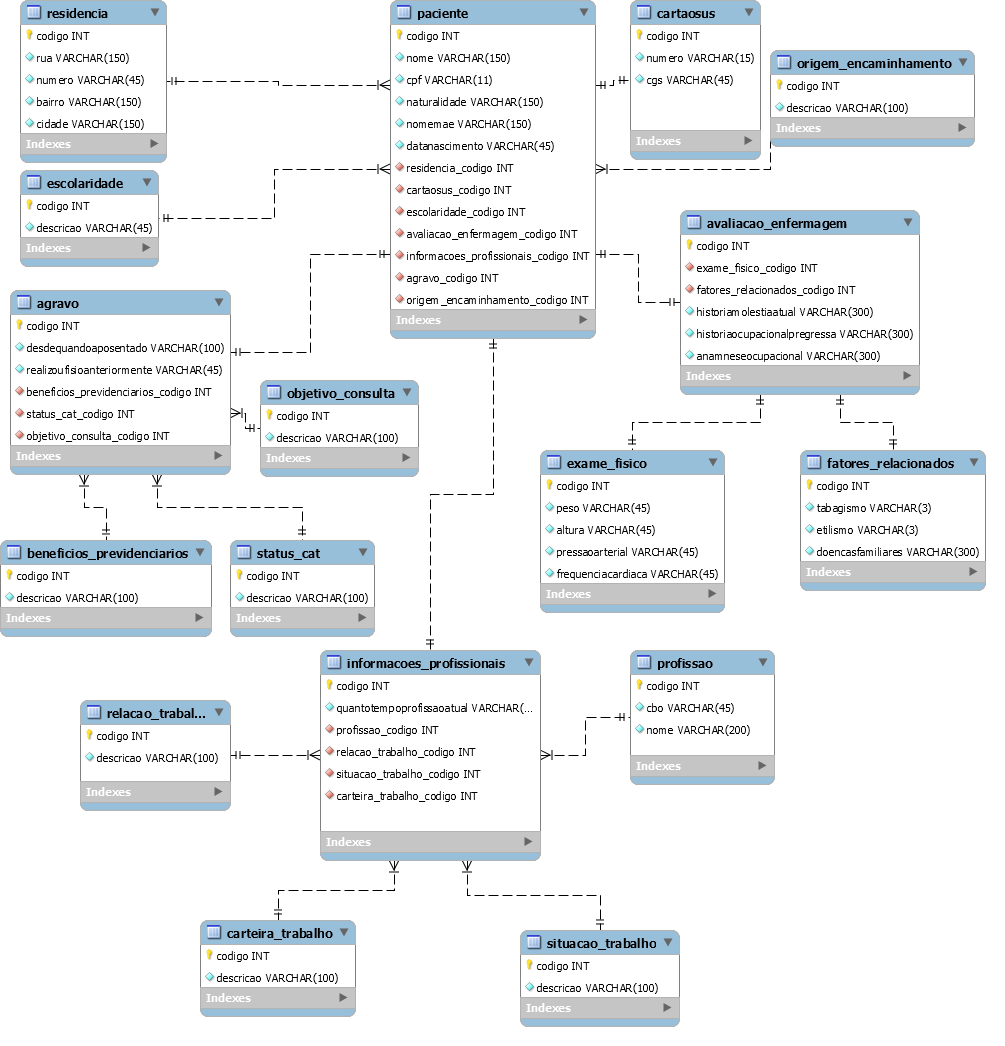 residencia
codigo INT
rua VARCHAR(150)
numero VARCHAR(45)
bairro VARCHAR(150)
cidade VARCHAR(150)
Indexes
paciente
codigo INT
nome VARCHAR(150)
cpf VARCHAR(11)
naturalidade VARCHAR(150)
nomemae VARCHAR(150)
datanascimento VARCHAR(45)
residencia_codigo INT
cartaosus_codigo INT
escolaridade_codigo INT
avaliacao_enfermagem_codigo INT
informacoes_profissionais_codigo INT
agravo_codigo INT
origem_encaminhamento_codigo INT
Indexes
cartaosus
codigo INT
numero VARCHAR(15)
cgs VARCHAR(45)
Indexes
origem_encaminhamento
codigo INT
descricao VARCHAR(100)
Indexes
escolaridade
codigo INT
descricao VARCHAR(45)
Indexes
avaliacao_enfermagem
codigo INT
exame_fisico_codigo INT
fatores_relacionados_codigo INT
historiamolestiaatual VARCHAR(300)
historiaocupacionalpregressa VARCHAR(300)
anamneseocupacional VARCHAR(300)
Indexes
agravo
codigo INT
desdequandoaposentado VARCHAR(100)
realizoufisioanteriormente VARCHAR(45)
beneficios_previdenciarios_codigo INT
status_cat_codigo INT
objetivo_consulta_codigo INT
Indexes
objetivo_consulta
codigo INT
descricao VARCHAR(100)
Indexes
exame_fisico
codigo INT
peso VARCHAR(45)
altura VARCHAR(45)
pressaoarterial VARCHAR(45)
frequenciacardiaca VARCHAR(45)
Indexes
fatores_relacionados
codigo INT
tabagismo VARCHAR(3)
etilismo VARCHAR(3)
doencasfamiliares VARCHAR(300)
Indexes
beneficios_previdenciarios
codigo INT
descricao VARCHAR(100)
Indexes
status_cat
codigo INT
descricao VARCHAR(100)
Indexes
informacoes_profissionais
codigo INT
quantotempoprofissaoatual VARCHAR(...
profissao_codigo INT
relacao_trabalho_codigo INT
situacao_trabalho_codigo INT
carteira_trabalho_codigo INT
Indexes
profissao
codigo INT
cbo VARCHAR(45)
nome VARCHAR(200)
Indexes
relacao_trabal...
codigo INT
descricao VARCHAR(100)
Indexes
carteira_trabalho
codigo INT
descricao VARCHAR(100)
Indexes
situacao_trabalho
codigo INT
descricao VARCHAR(100)
Indexes